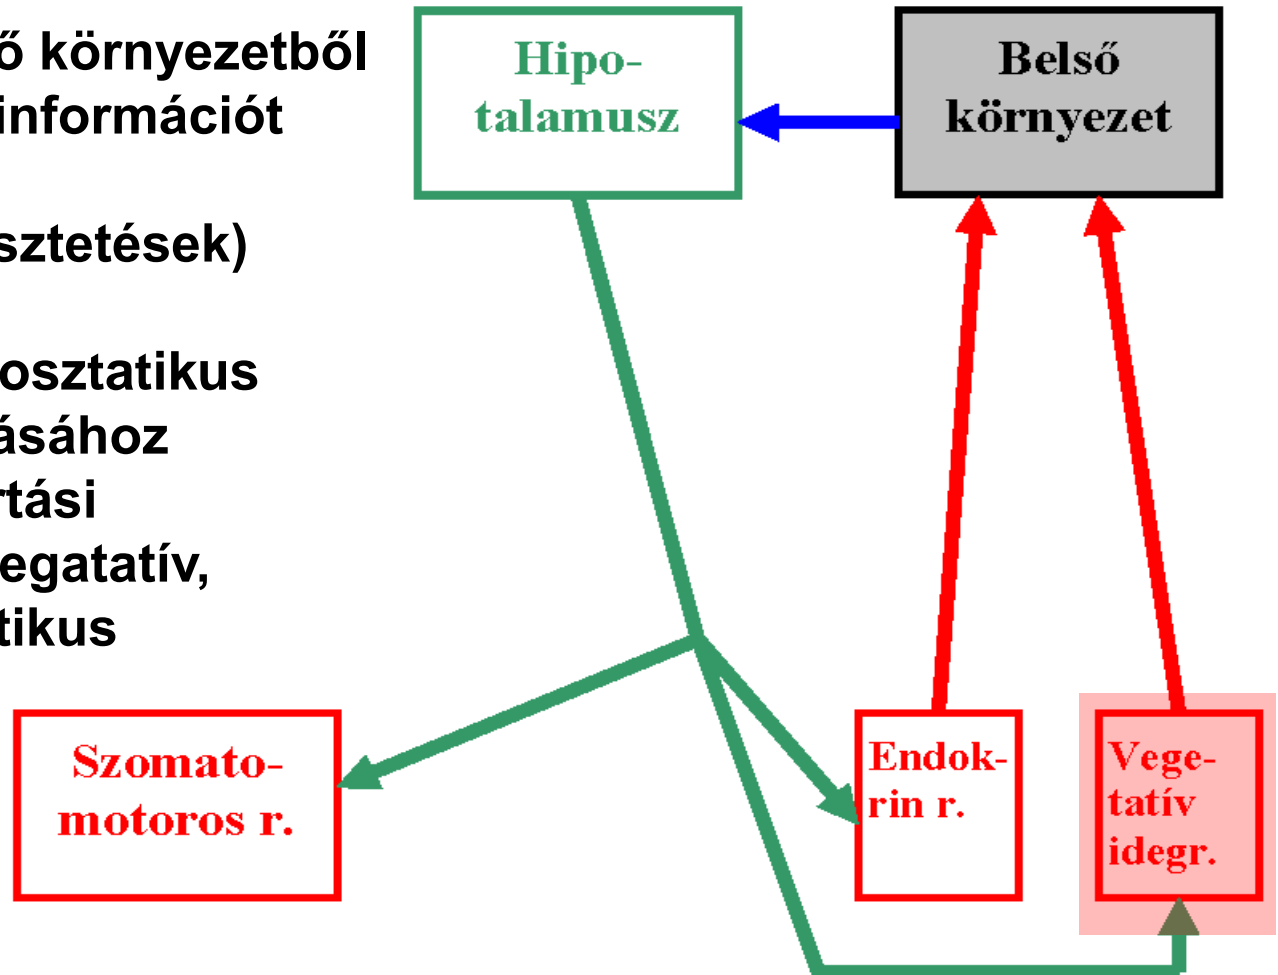 ő környezetből
információt
sztetések)
osztatikus
ásához
rtási
egatatív,
tikus
Hipo-
talamusz
Belső
környezet
Szomato-
motoros r.
Endok-
rin r.
Vege-
tatív
idegr.